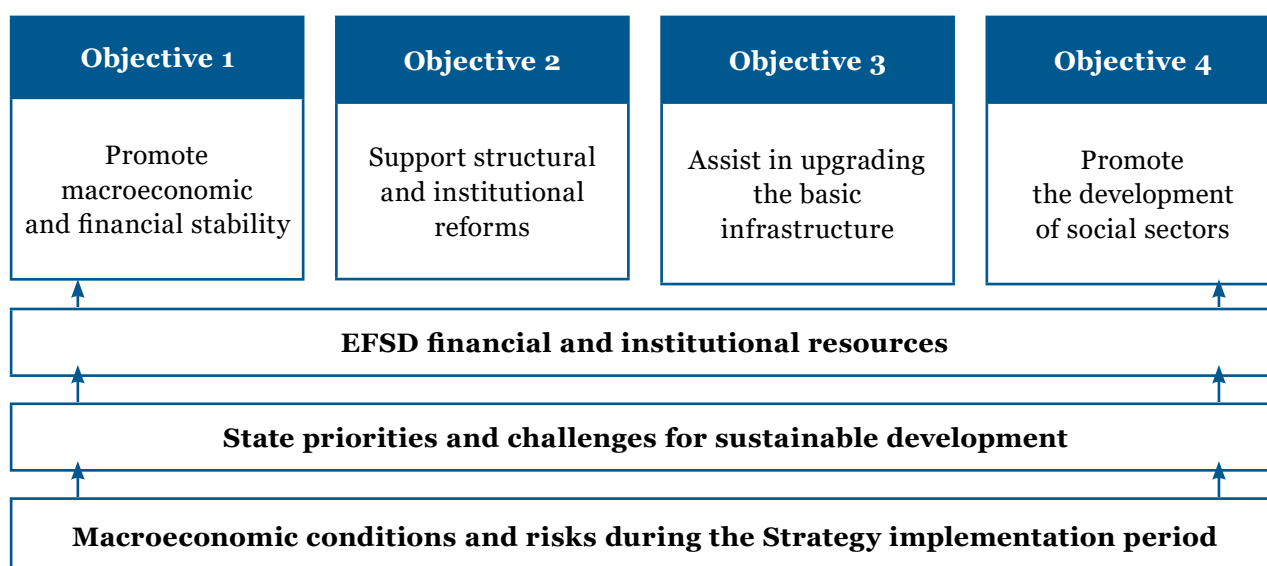 Objective 1
Promote
macroeconomic
and financial stability
Objective 2
Support structural
and institutional
reforms
Objective 3
Assist in upgrading
the basic
infrastructure
Objective 4
Promote
the development
of social sectors
EFSD financial and institutional resources
State priorities and challenges for sustainable development
Macroeconomic conditions and risks during the Strategy implementation period